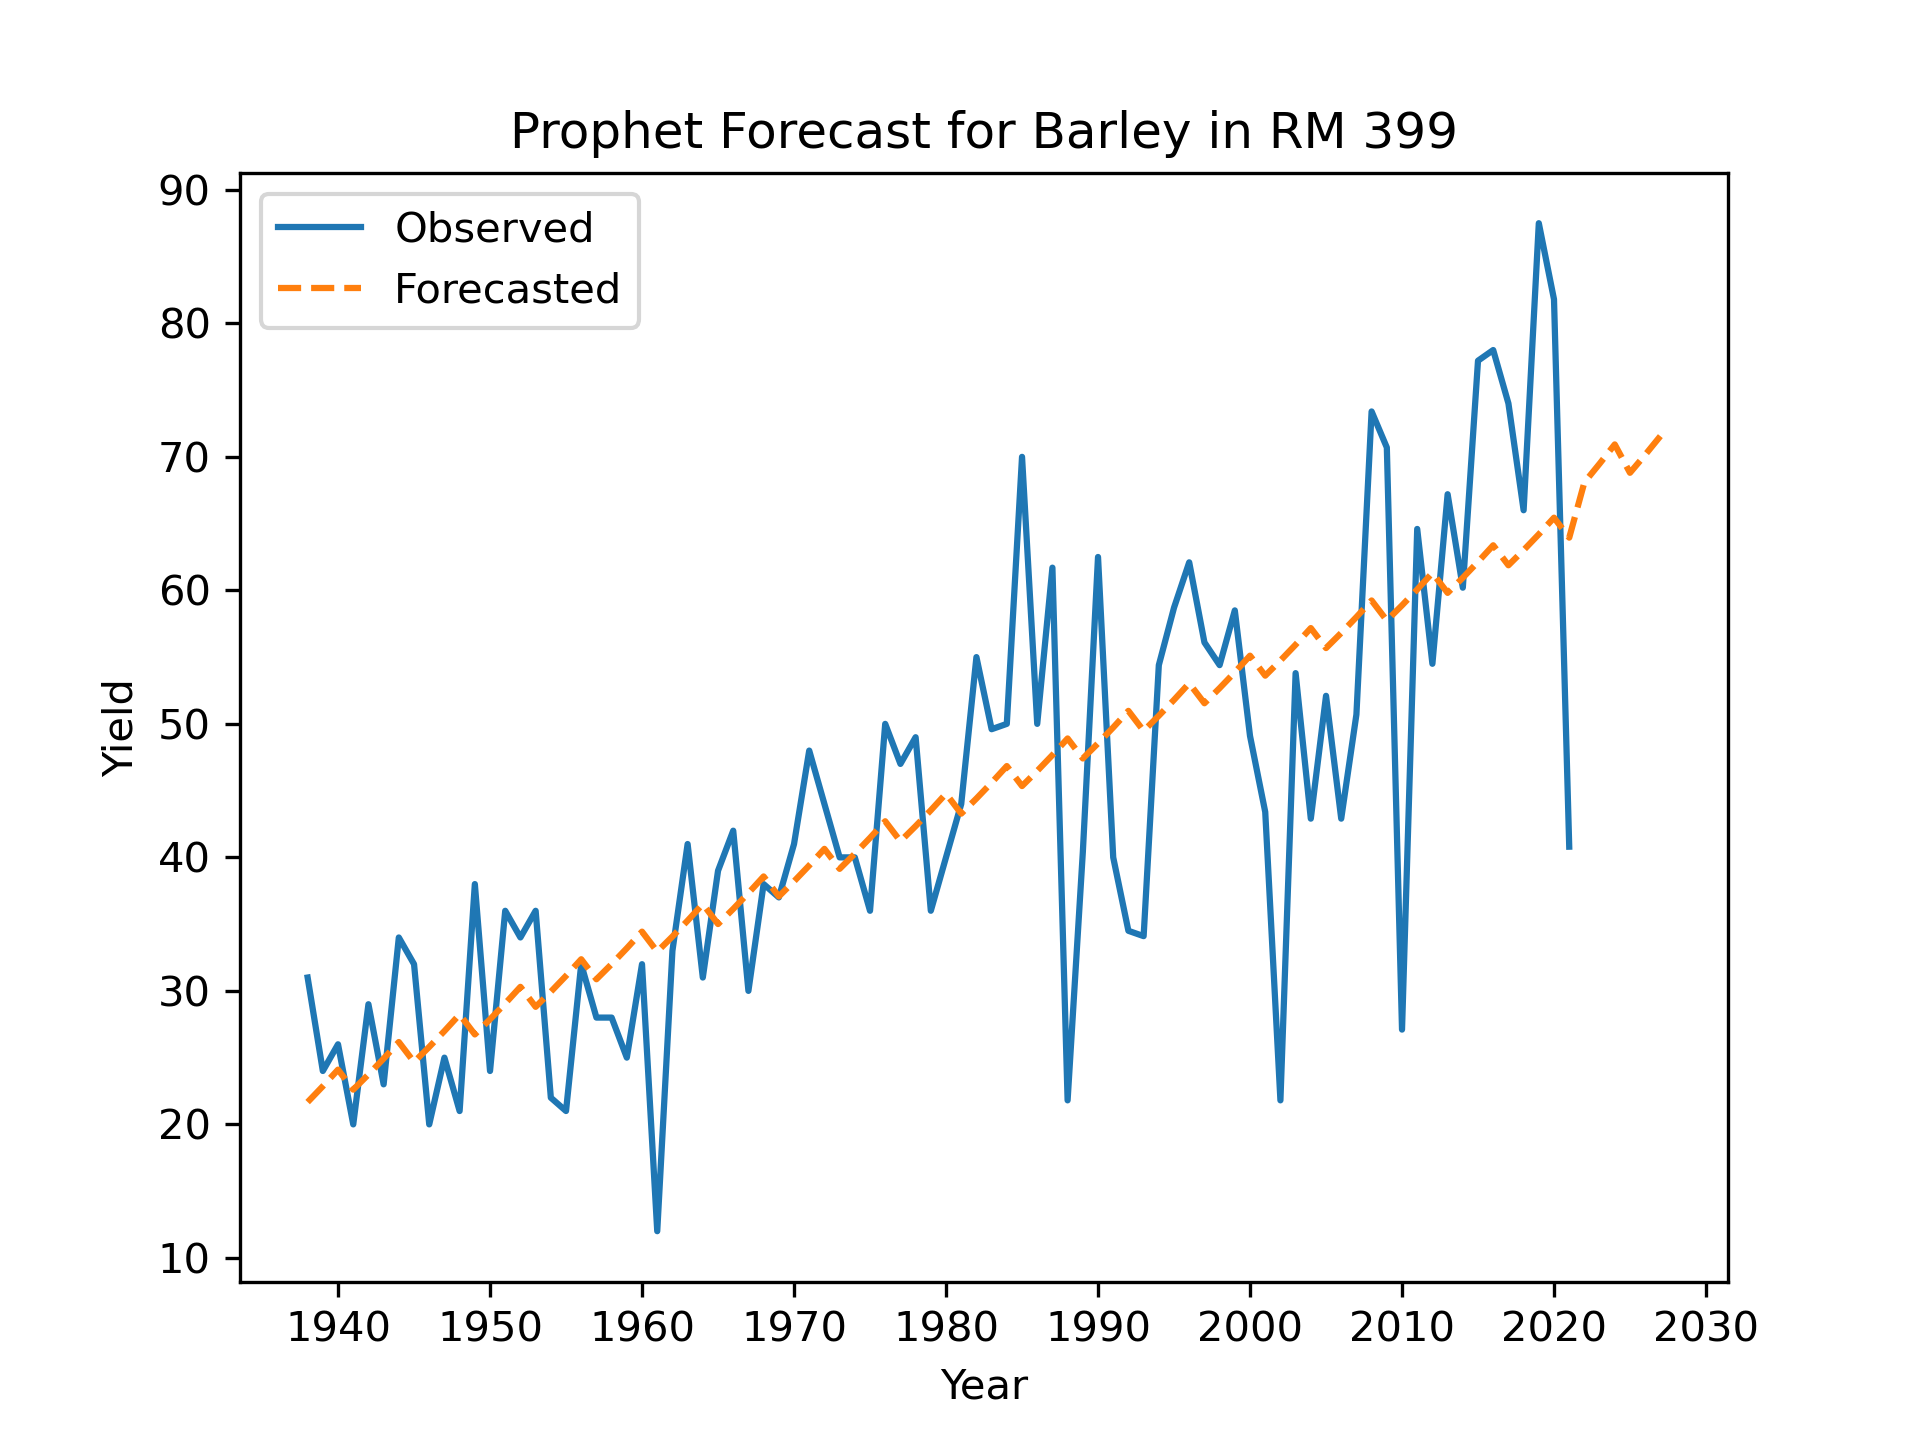 Prophet Forecast for Barley in RM 399
Observed
Forecasted
90
80
70
60
50
40
30
20
10
Yield
1940 1950 1960 1970 1980 1990 2000 2010 2020 2030
Year